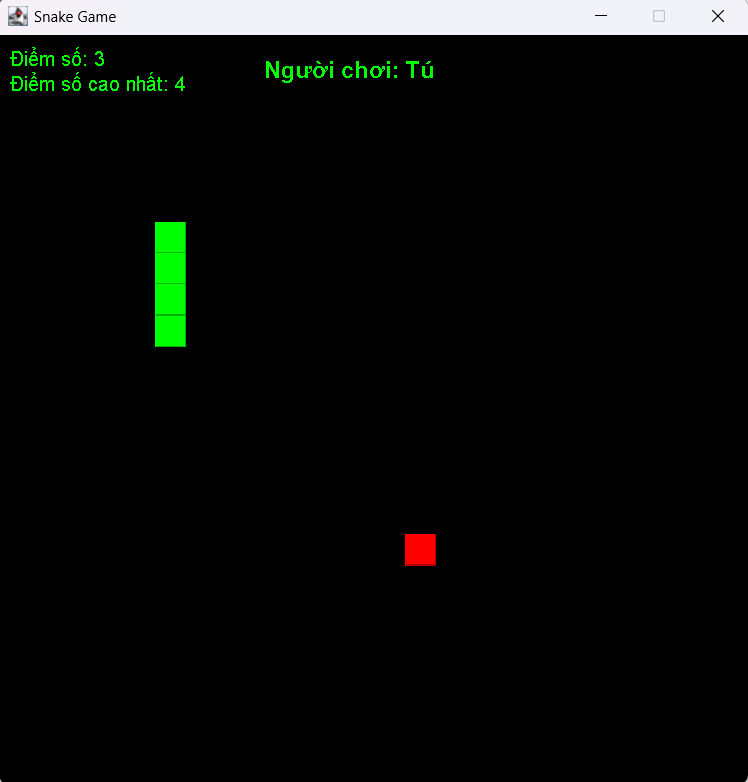 Snake Game
Điểm số: 3
Điểm số cao nhất: 4
Người chơi: Tú